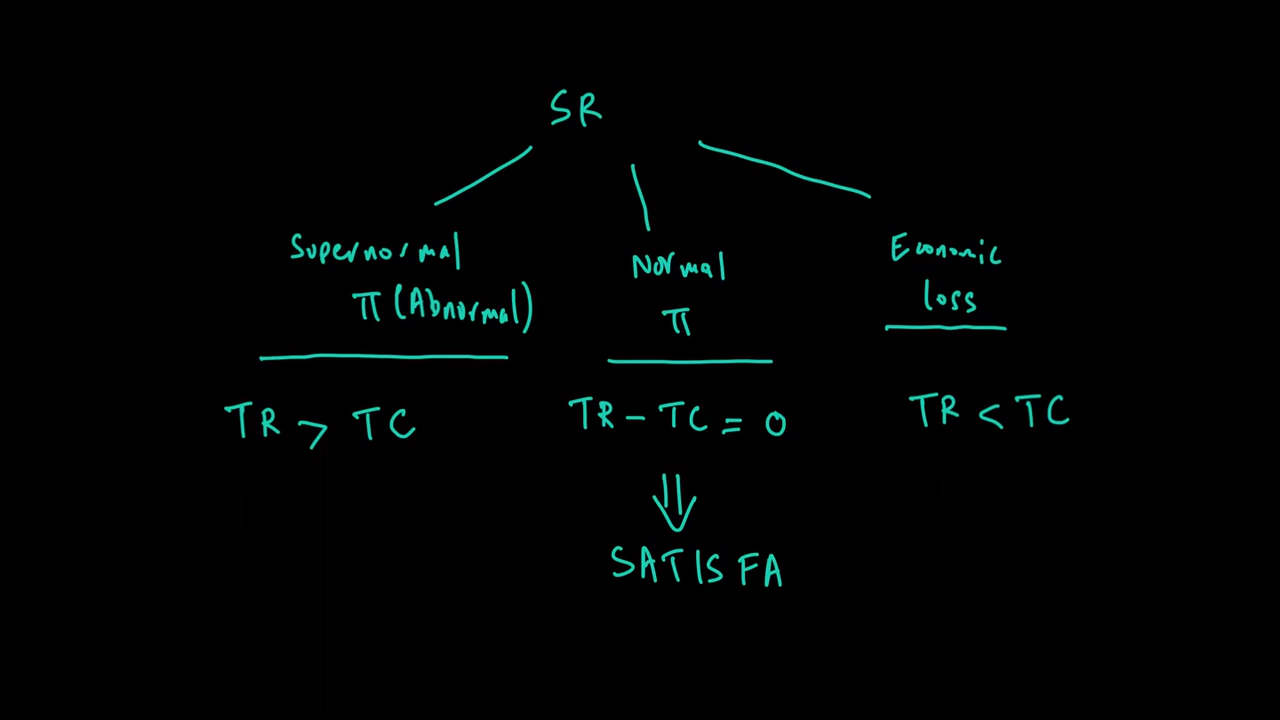 SR
Supernormal
π (Abnormal)
TR > TC
Normal
π
TR - TC = 0
⇓
SATISFA
Economic
loss
TR < TC